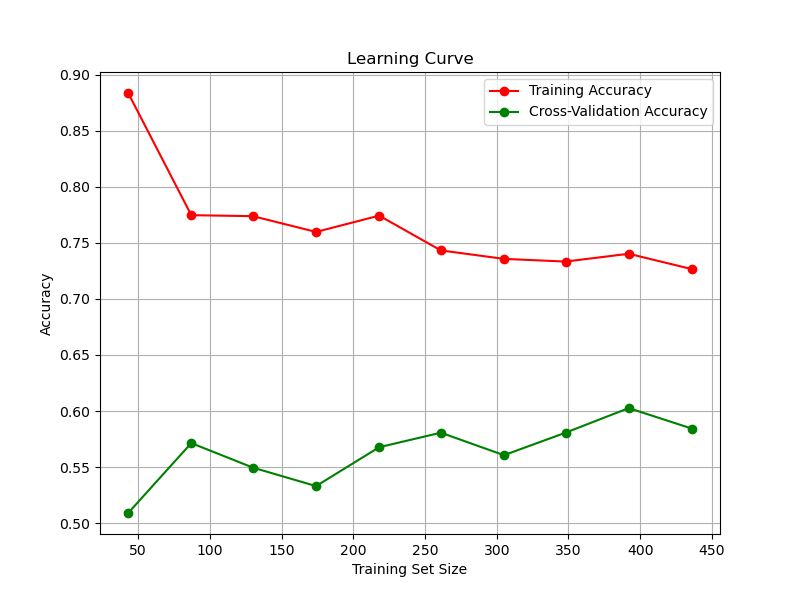 Learning Curve
Training Accuracy
Cross-Validation Accuracy
Accuracy
0.90
0.85
0.80
0.75
0.70
0.65
0.60
0.55
0.50
50 100 150 200 250 300 350 400 450
Training Set Size